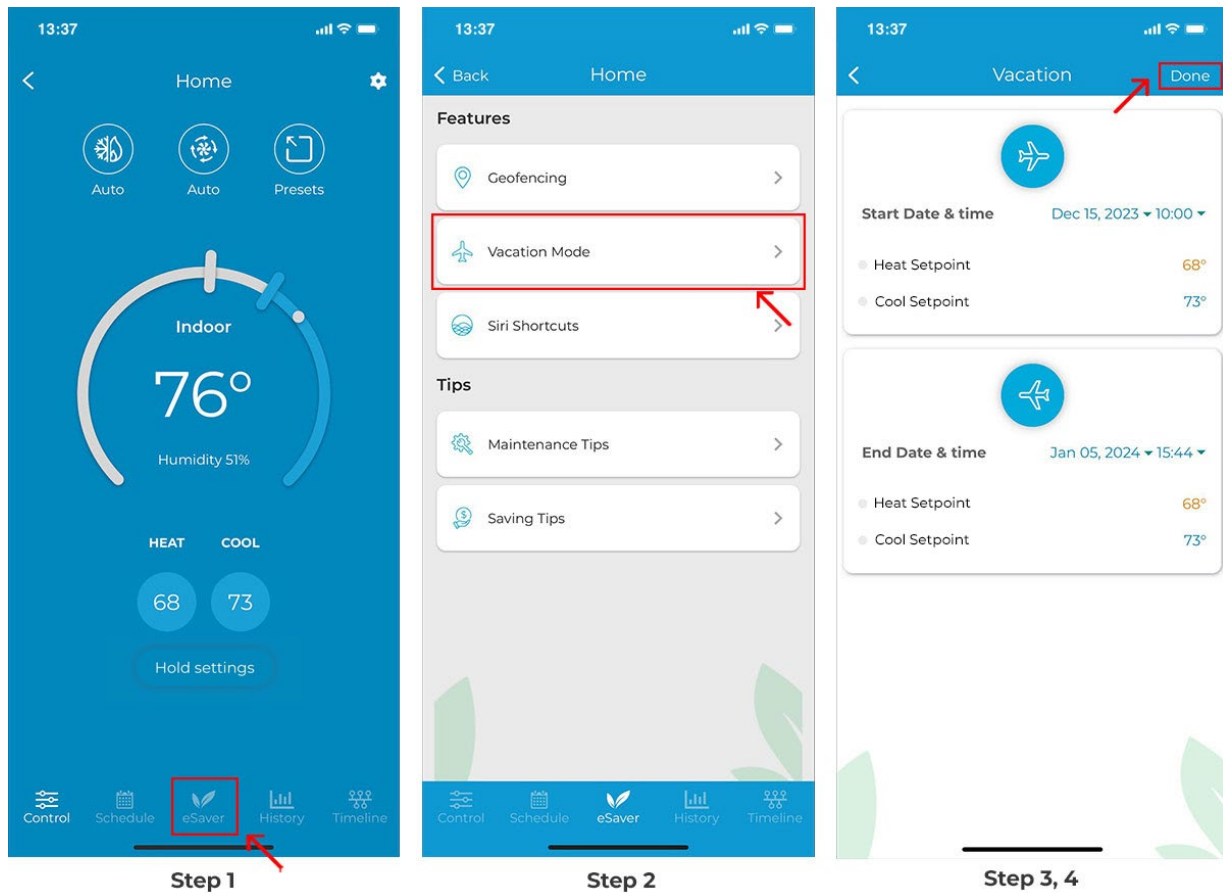 13:37
Home
Auto
Auto
Presets
Indoor
76°
Humidity 51%
HEAT COOL
68 73
Hold settings
Control Schedule eSaver History Timeline
Step 1
13:37
Back Home
Features
Geofencing
Vacation Mode
Siri Shortcuts
Tips
Maintenance Tips
Saving Tips
Control Schedule eSaver History Timeline
Step 2
13:37
Vacation Done
Start Date & time Dec 15, 2023 10:00
Heat Setpoint 68°
Cool Setpoint 73°
End Date & time Jan 05, 2024 15:44
Heat Setpoint 68°
Cool Setpoint 73°
Step 3, 4